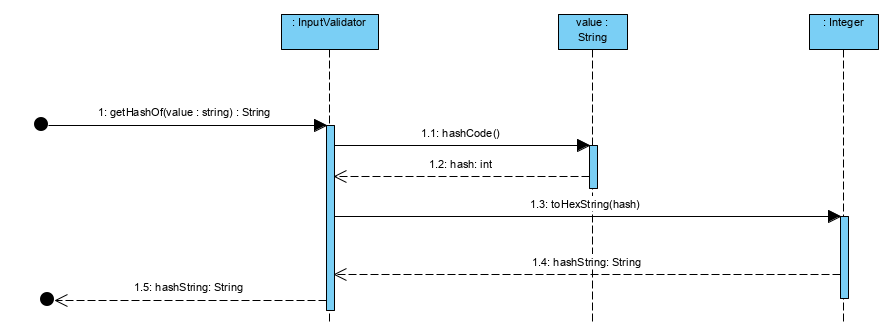 : InputValidator
value :
String
: Integer
1: getHashOf(value : string) : String
1.1: hashCode()
1.2: hash: int
1.3: toHexString(hash)
1.4: hashString: String
1.5: hashString: String